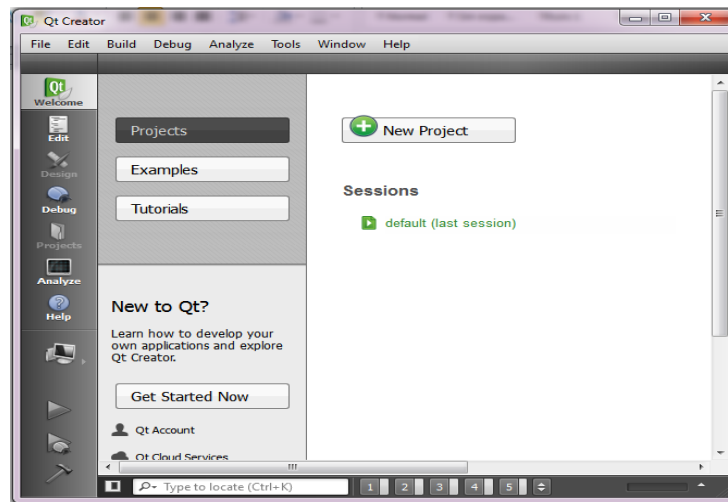 Qt Creator
File Edit Build Debug Analyze Tools Window Help
Qt
Welcome
Edit
Design
Debug
Projects
Analyze
Help
Projects
Examples
Tutorials
New to Qt?
Learn how to develop your
own applications and explore
Qt Creator.
Get Started Now
Qt Account
Qt Cloud Services
New Project
Sessions
default (last session)
Type to locate (Ctrl+K)
1 2 3 4 5